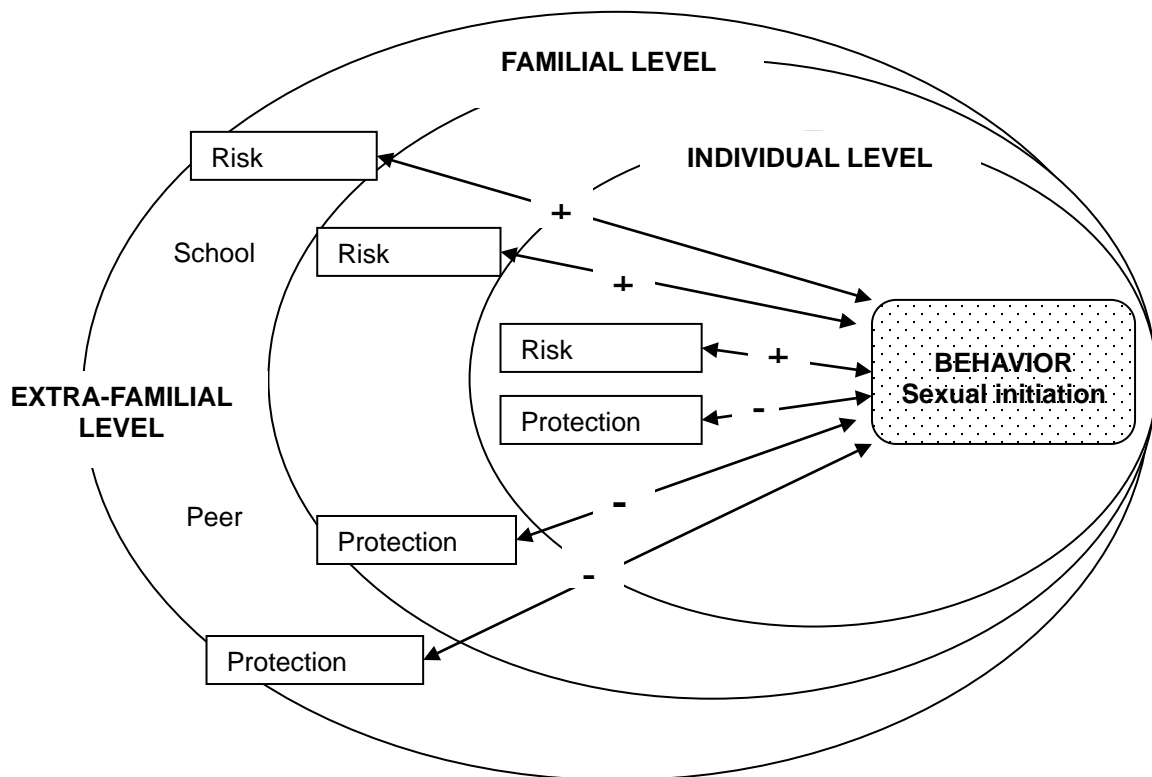 FAMILIAL LEVEL
Risk
INDIVIDUAL LEVEL
+
School
Risk
+
Risk
+
BEHAVIOR
Sexual initiation
EXTRA-FAMILIAL
LEVEL
Protection
-
Peer
-
Protection
-
Protection